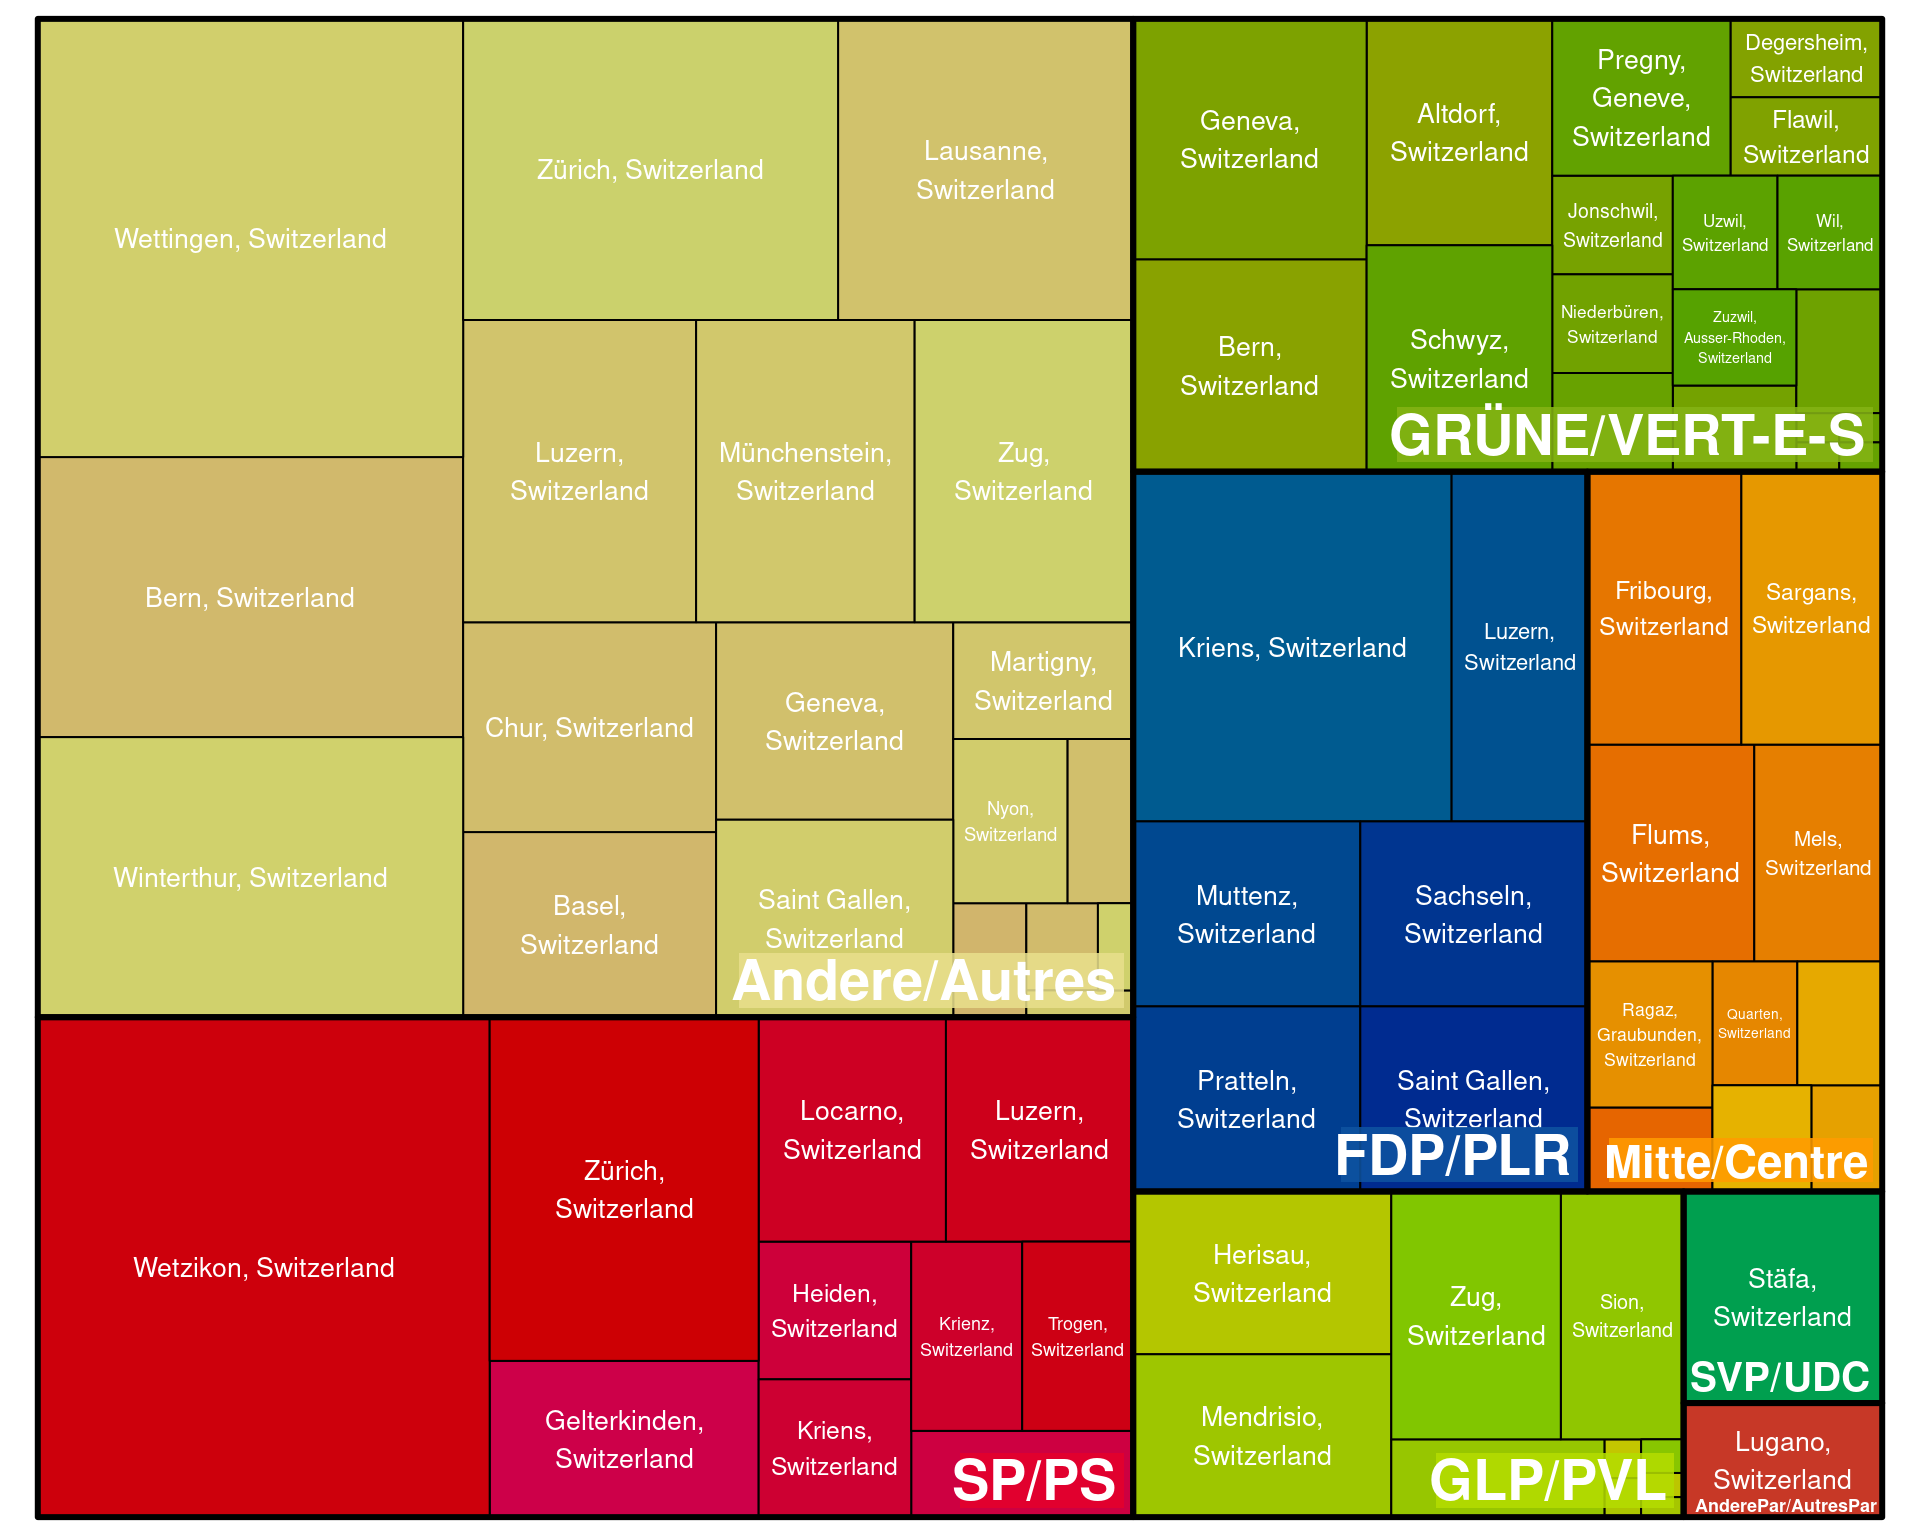 Wettingen, Switzerland
Zürich, Switzerland
Lausanne,
Switzerland
Bern, Switzerland
Winterthur, Switzerland
Luzern,
Switzerland
Münchenstein,
Switzerland
Zug,
Switzerland
Chur, Switzerland
Geneva,
Switzerland
Martigny,
Switzerland
Nyon,
Switzerland
Basel,
Switzerland
Saint Gallen,
Switzerland
Andere/Autres
Wetzikon, Switzerland
Zürich,
Switzerland
Gelterkinden,
Switzerland
Locarno,
Switzerland
Luzern,
Switzerland
Heiden,
Switzerland
Krienz,
Switzerland
Trogen,
Switzerland
Kriens,
Switzerland
SP/PS
Geneva,
Switzerland
Altdorf,
Switzerland
Pregny,
Geneve,
Switzerland
Degersheim,
Switzerland
Flawil,
Switzerland
Jonschwil,
Switzerland
Uzwil,
Switzerland
Wil,
Switzerland
Bern,
Switzerland
Schwyz,
Switzerland
Niederbüren,
Switzerland
Zuzwil,
Ausser-Rhoden,
Switzerland
GRÜNE/VERT-E-S
Kriens, Switzerland
Luzern,
Switzerland
Muttenz,
Switzerland
Sachseln,
Switzerland
Pratteln,
Switzerland
Saint Gallen,
Switzerland
FDP/PLR
Fribourg,
Switzerland
Sargans,
Switzerland
Flums,
Switzerland
Mels,
Switzerland
Ragaz,
Graubunden,
Switzerland
Quarten,
Switzerland
Mitte/Centre
Herisau,
Switzerland
Mendrisio,
Switzerland
Zug,
Switzerland
Sion,
Switzerland
GLP/PVL
Stäfa,
Switzerland
SVP/UDC
Lugano,
Switzerland
AnderePar/AutresPar